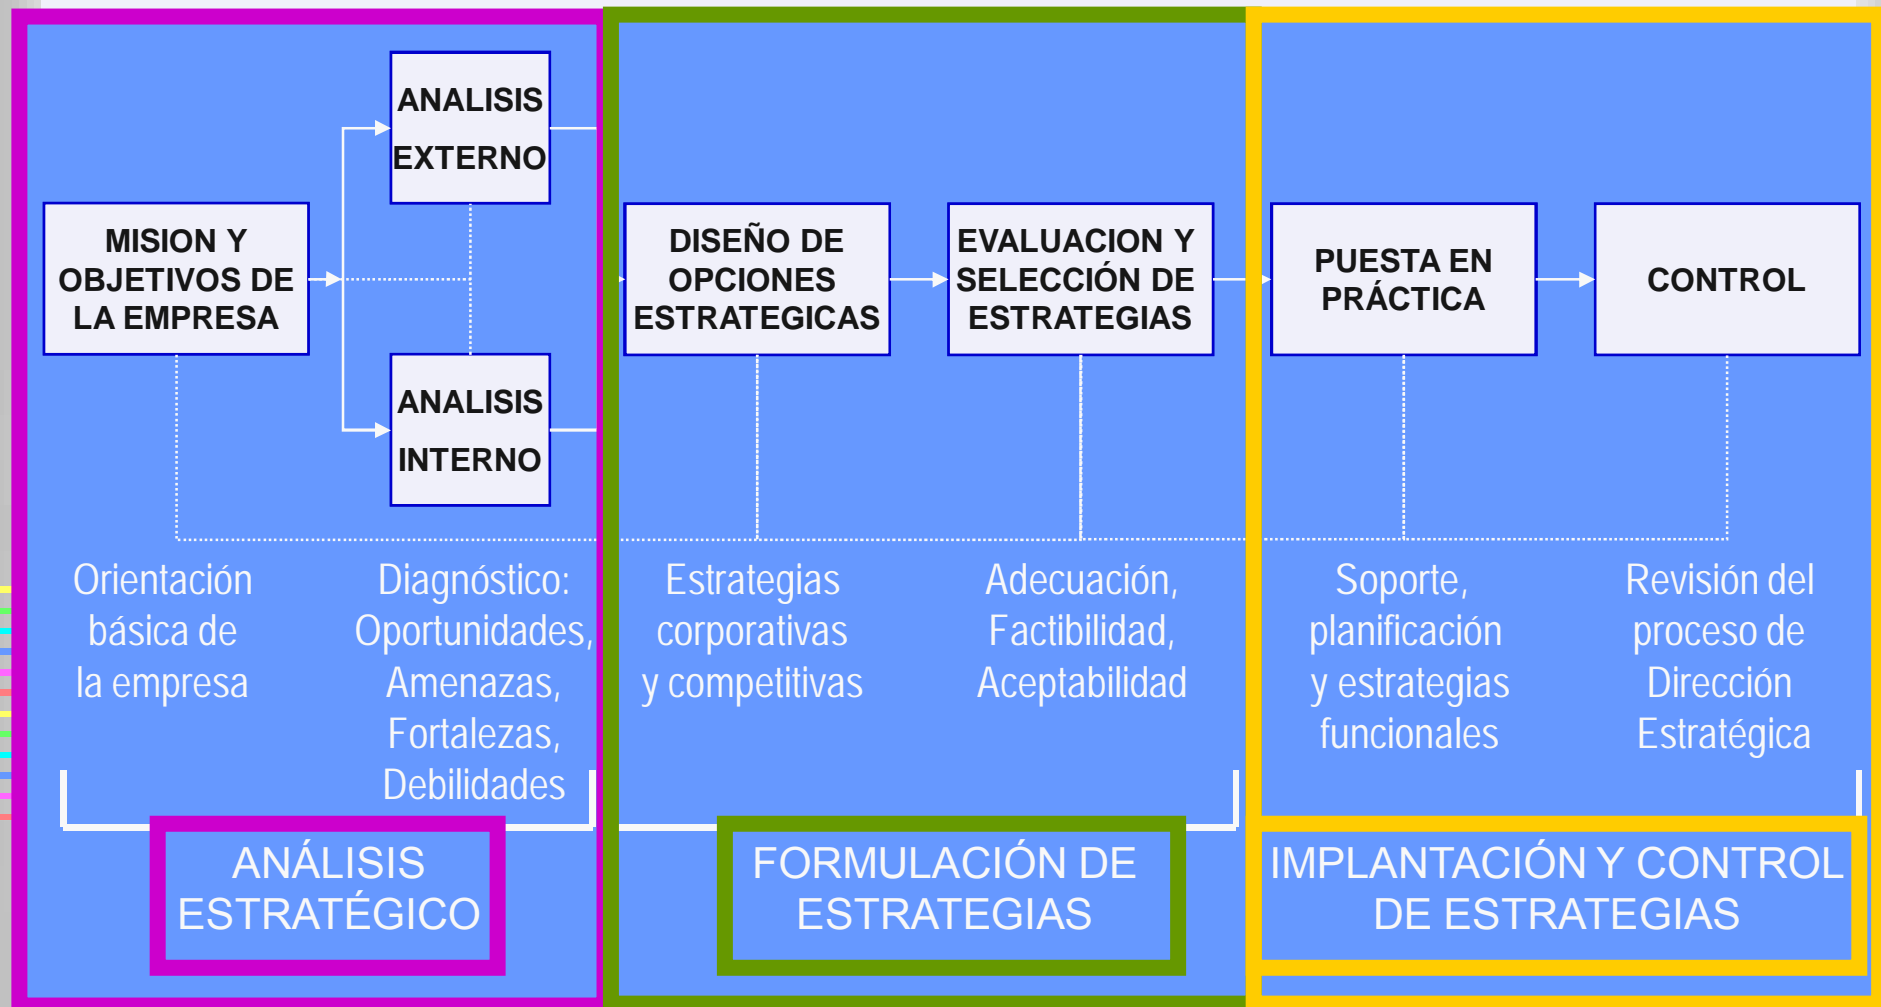 ANALISIS
EXTERNO
MISION Y
OBJETIVOS DE
LA EMPRESA
ANALISIS
INTERNO
DISEÑO DE
OPCIONES
ESTRATEGICAS
EVALUACION Y
SELECCIÓN DE
ESTRATEGIAS
PUESTA EN
PRÁCTICA
CONTROL
Orientación
básica de
la empresa
Diagnóstico:
Oportunidades,
Amenazas,
Fortalezas,
Debilidades
Estrategias
corporativas
y competitivas
Adecuación,
Factibilidad,
Aceptabilidad
Soporte,
planificación
y estrategias
funcionales
Revisión del
proceso de
Dirección
Estratégica
ANÁLISIS
ESTRATÉGICO
FORMULACIÓN DE
ESTRATEGIAS
IMPLANTACIÓN Y CONTROL
DE ESTRATEGIAS